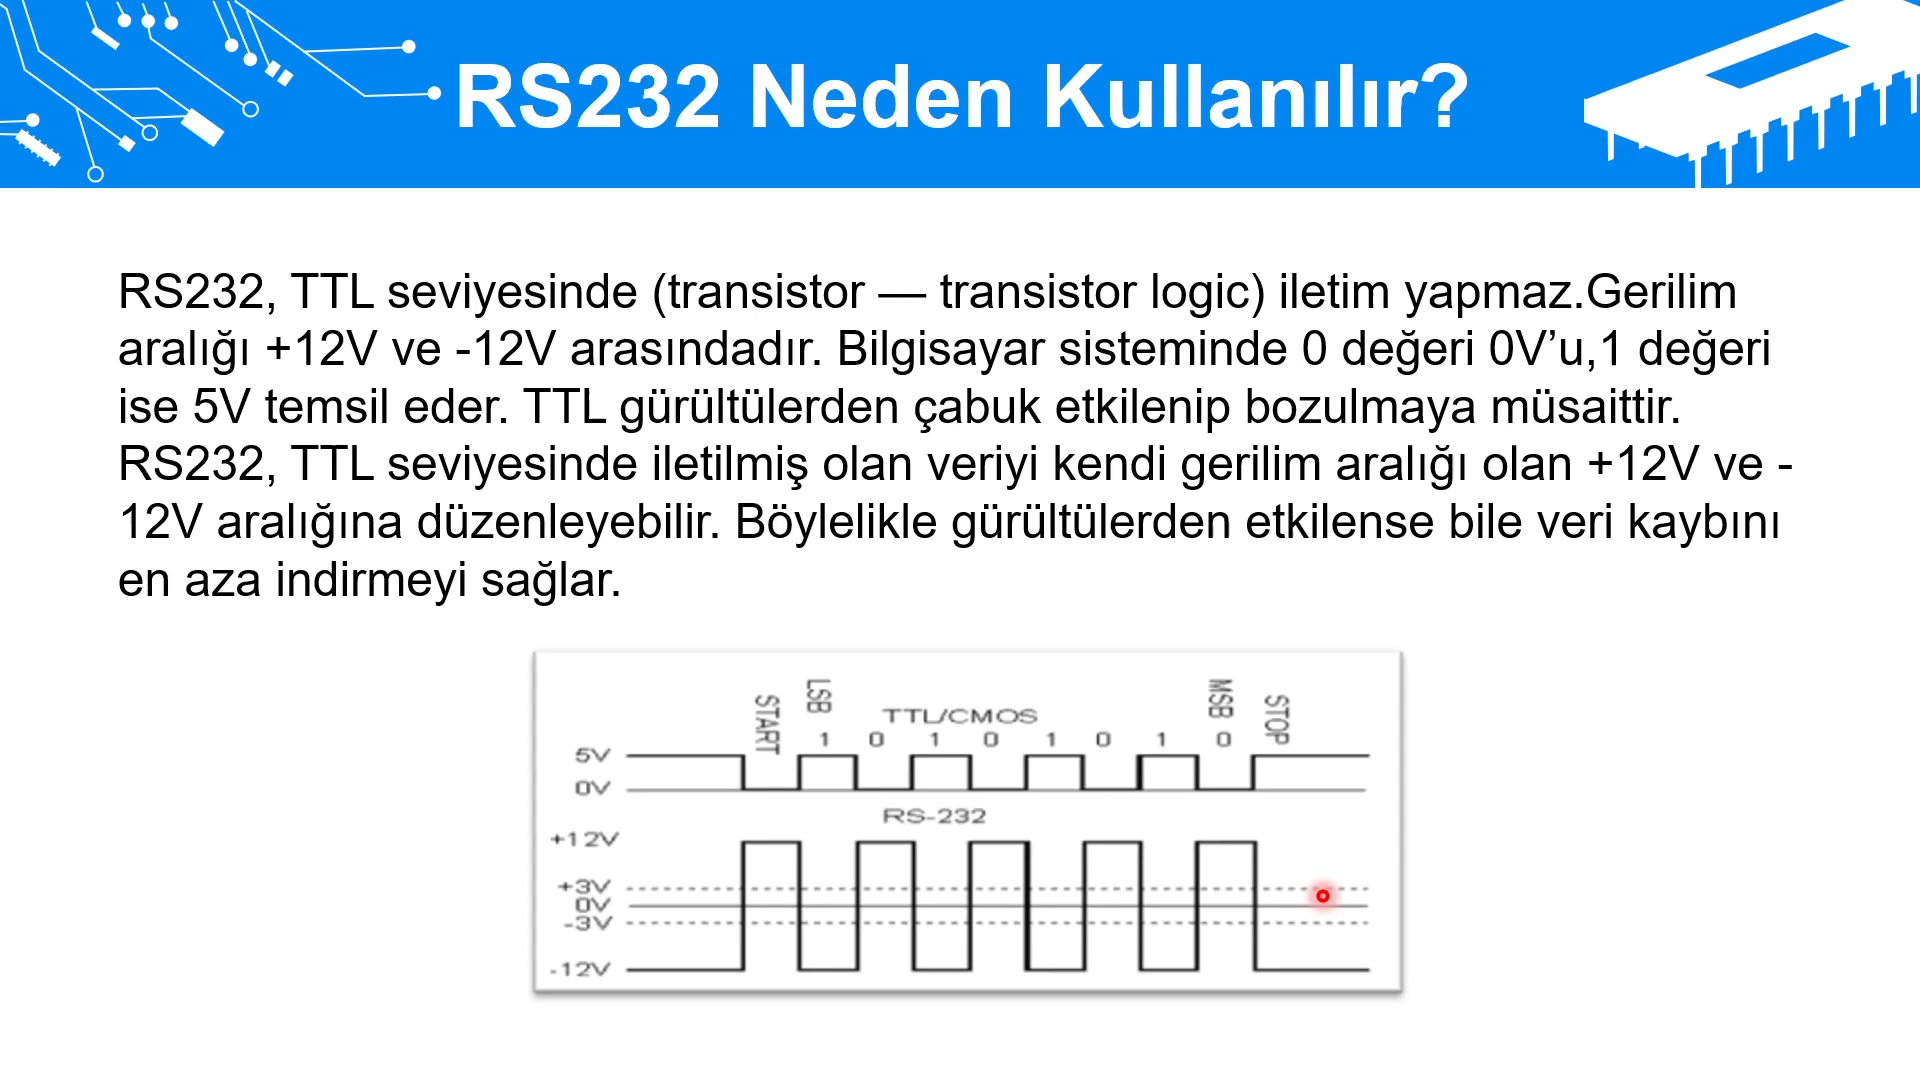 RS232 Neden Kullanılır?
RS232, TTL seviyesinde (transistor — transistor logic) iletim yapmaz.Gerilim
aralığı +12V ve -12V arasındadır. Bilgisayar sisteminde 0 değeri 0V’u,1 değeri
ise 5V temsil eder. TTL gürültülerden çabuk etkilenip bozulmaya müsaittir.
RS232, TTL seviyesinde iletilmiş olan veriyi kendi gerilim aralığı olan +12V ve -
12V aralığına düzenleyebilir. Böylelikle gürültülerden etkilense bile veri kaybını
en aza indirmeyi sağlar.
START LSB TTL/CMOS MSB STOP
1 0 1 0 1 0 1 0
5V
0V
RS-232
+12V
+3V
0V
-3V
-12V